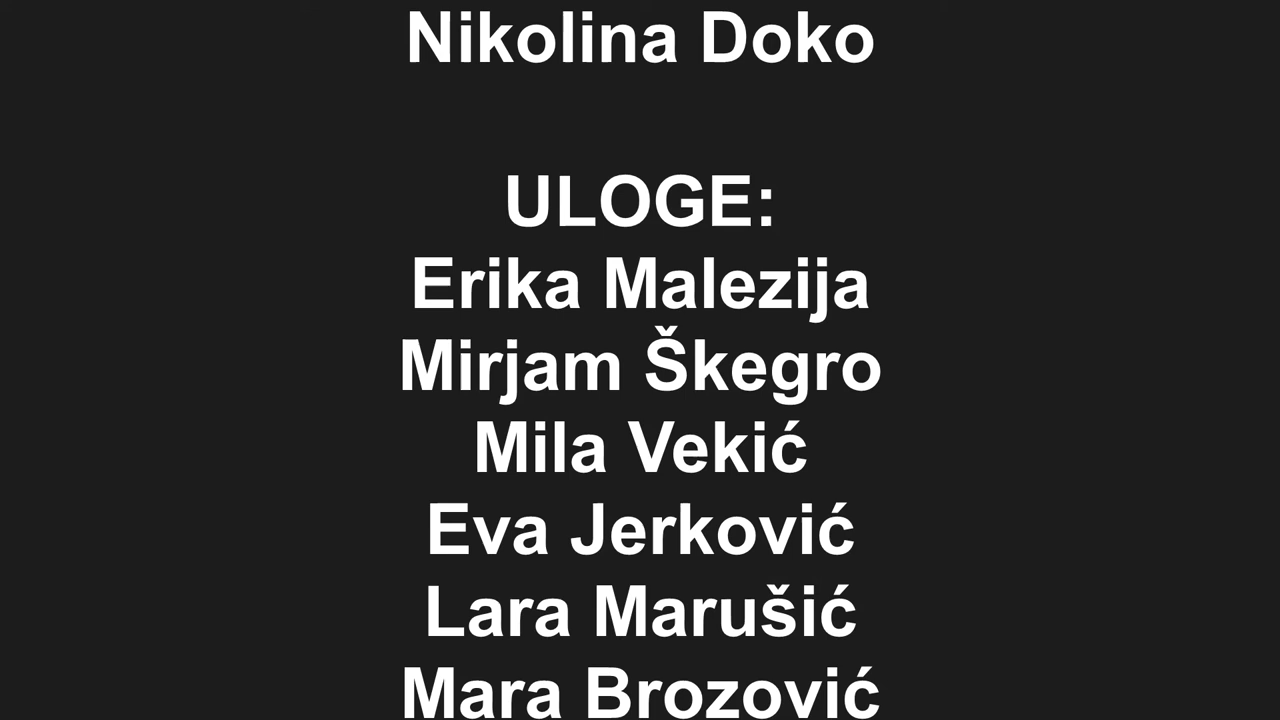 Nikolina Doko
ULOGE:
Erika Malezija
Mirjam Škegro
Mila Vekić
Eva Jerković
Lara Marušić
Mara Brozović